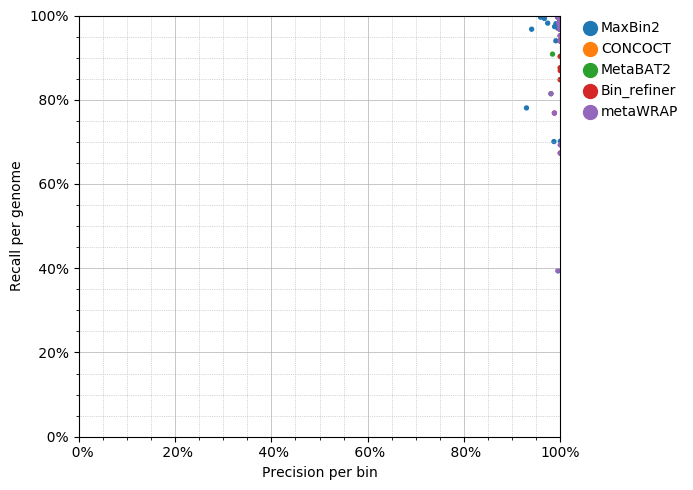 100%
80%
60%
40%
20%
0%
Recall per genome
0%
20%
40%
60%
80%
100%
Precision per bin
MaxBin2
CONCOCT
MetaBAT2
Bin_refiner
metaWRAP